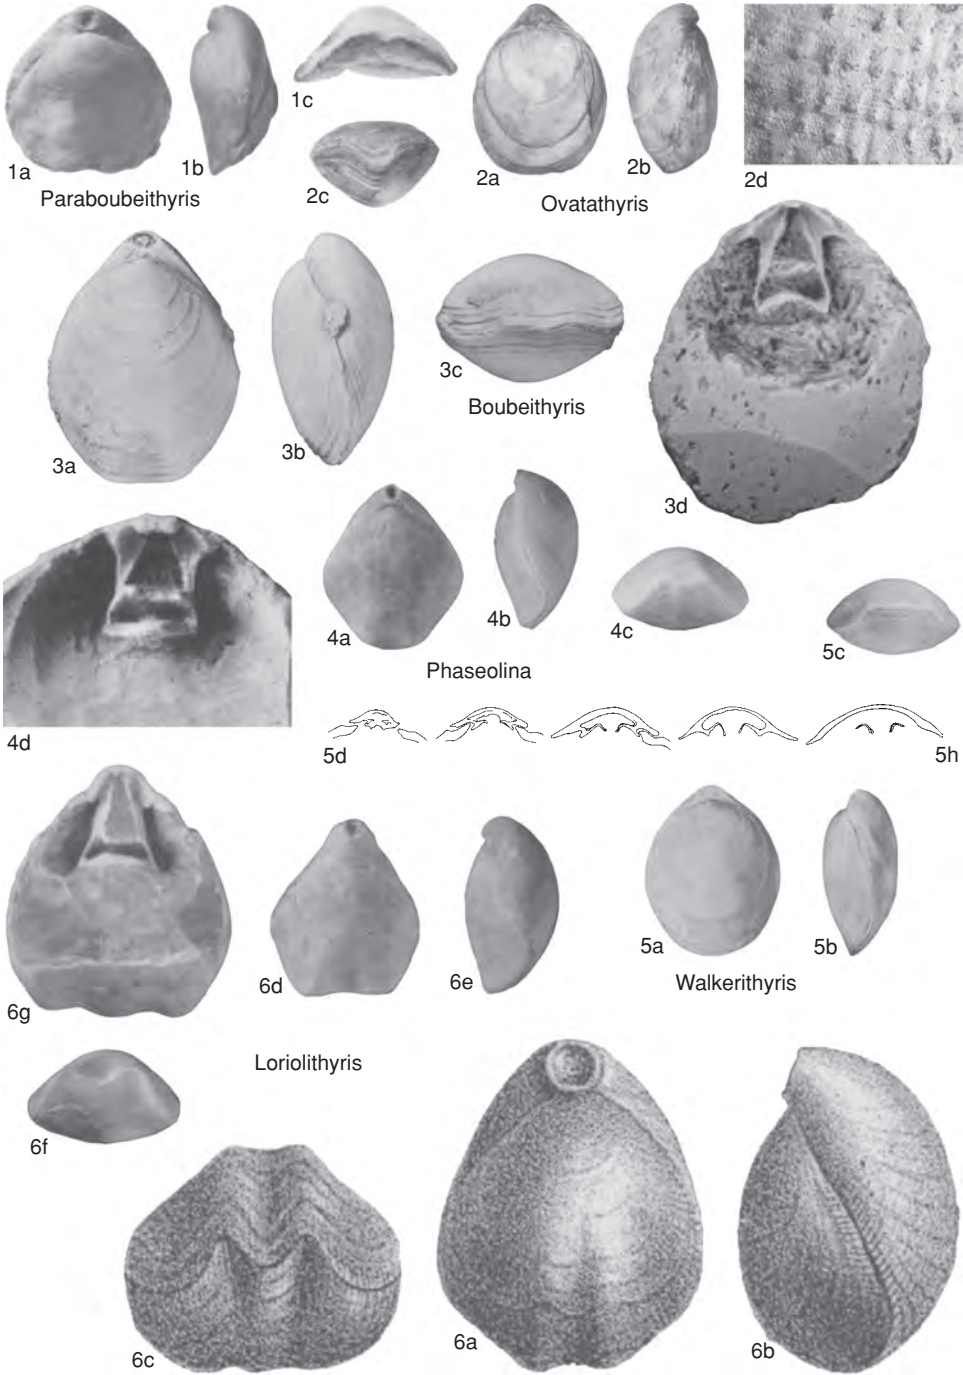 1a
1b
1c
2c
2a
2b
2d
Paraboubeithyris
Ovatathyris
3a
3b
3c
Boubeithyris
3d
4d
4a
4b
4c
5c
Phaseolina
5d
5h
6g
6d
6e
5a
5b
Walkerithyris
Loriolithyris
6f
6c
6a
6b